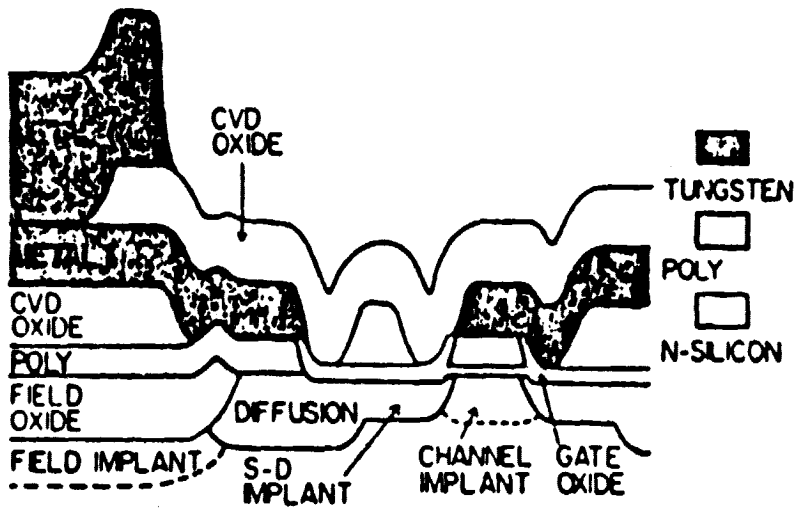 CVD
OXIDE
TUNGSTEN
METAL
POLY
CVD
OXIDE
N-SILICON
POLY
FIELD
OXIDE
DIFFUSION
FIELD IMPLANT
S-D
IMPLANT
CHANNEL
IMPLANT
GATE
OXIDE